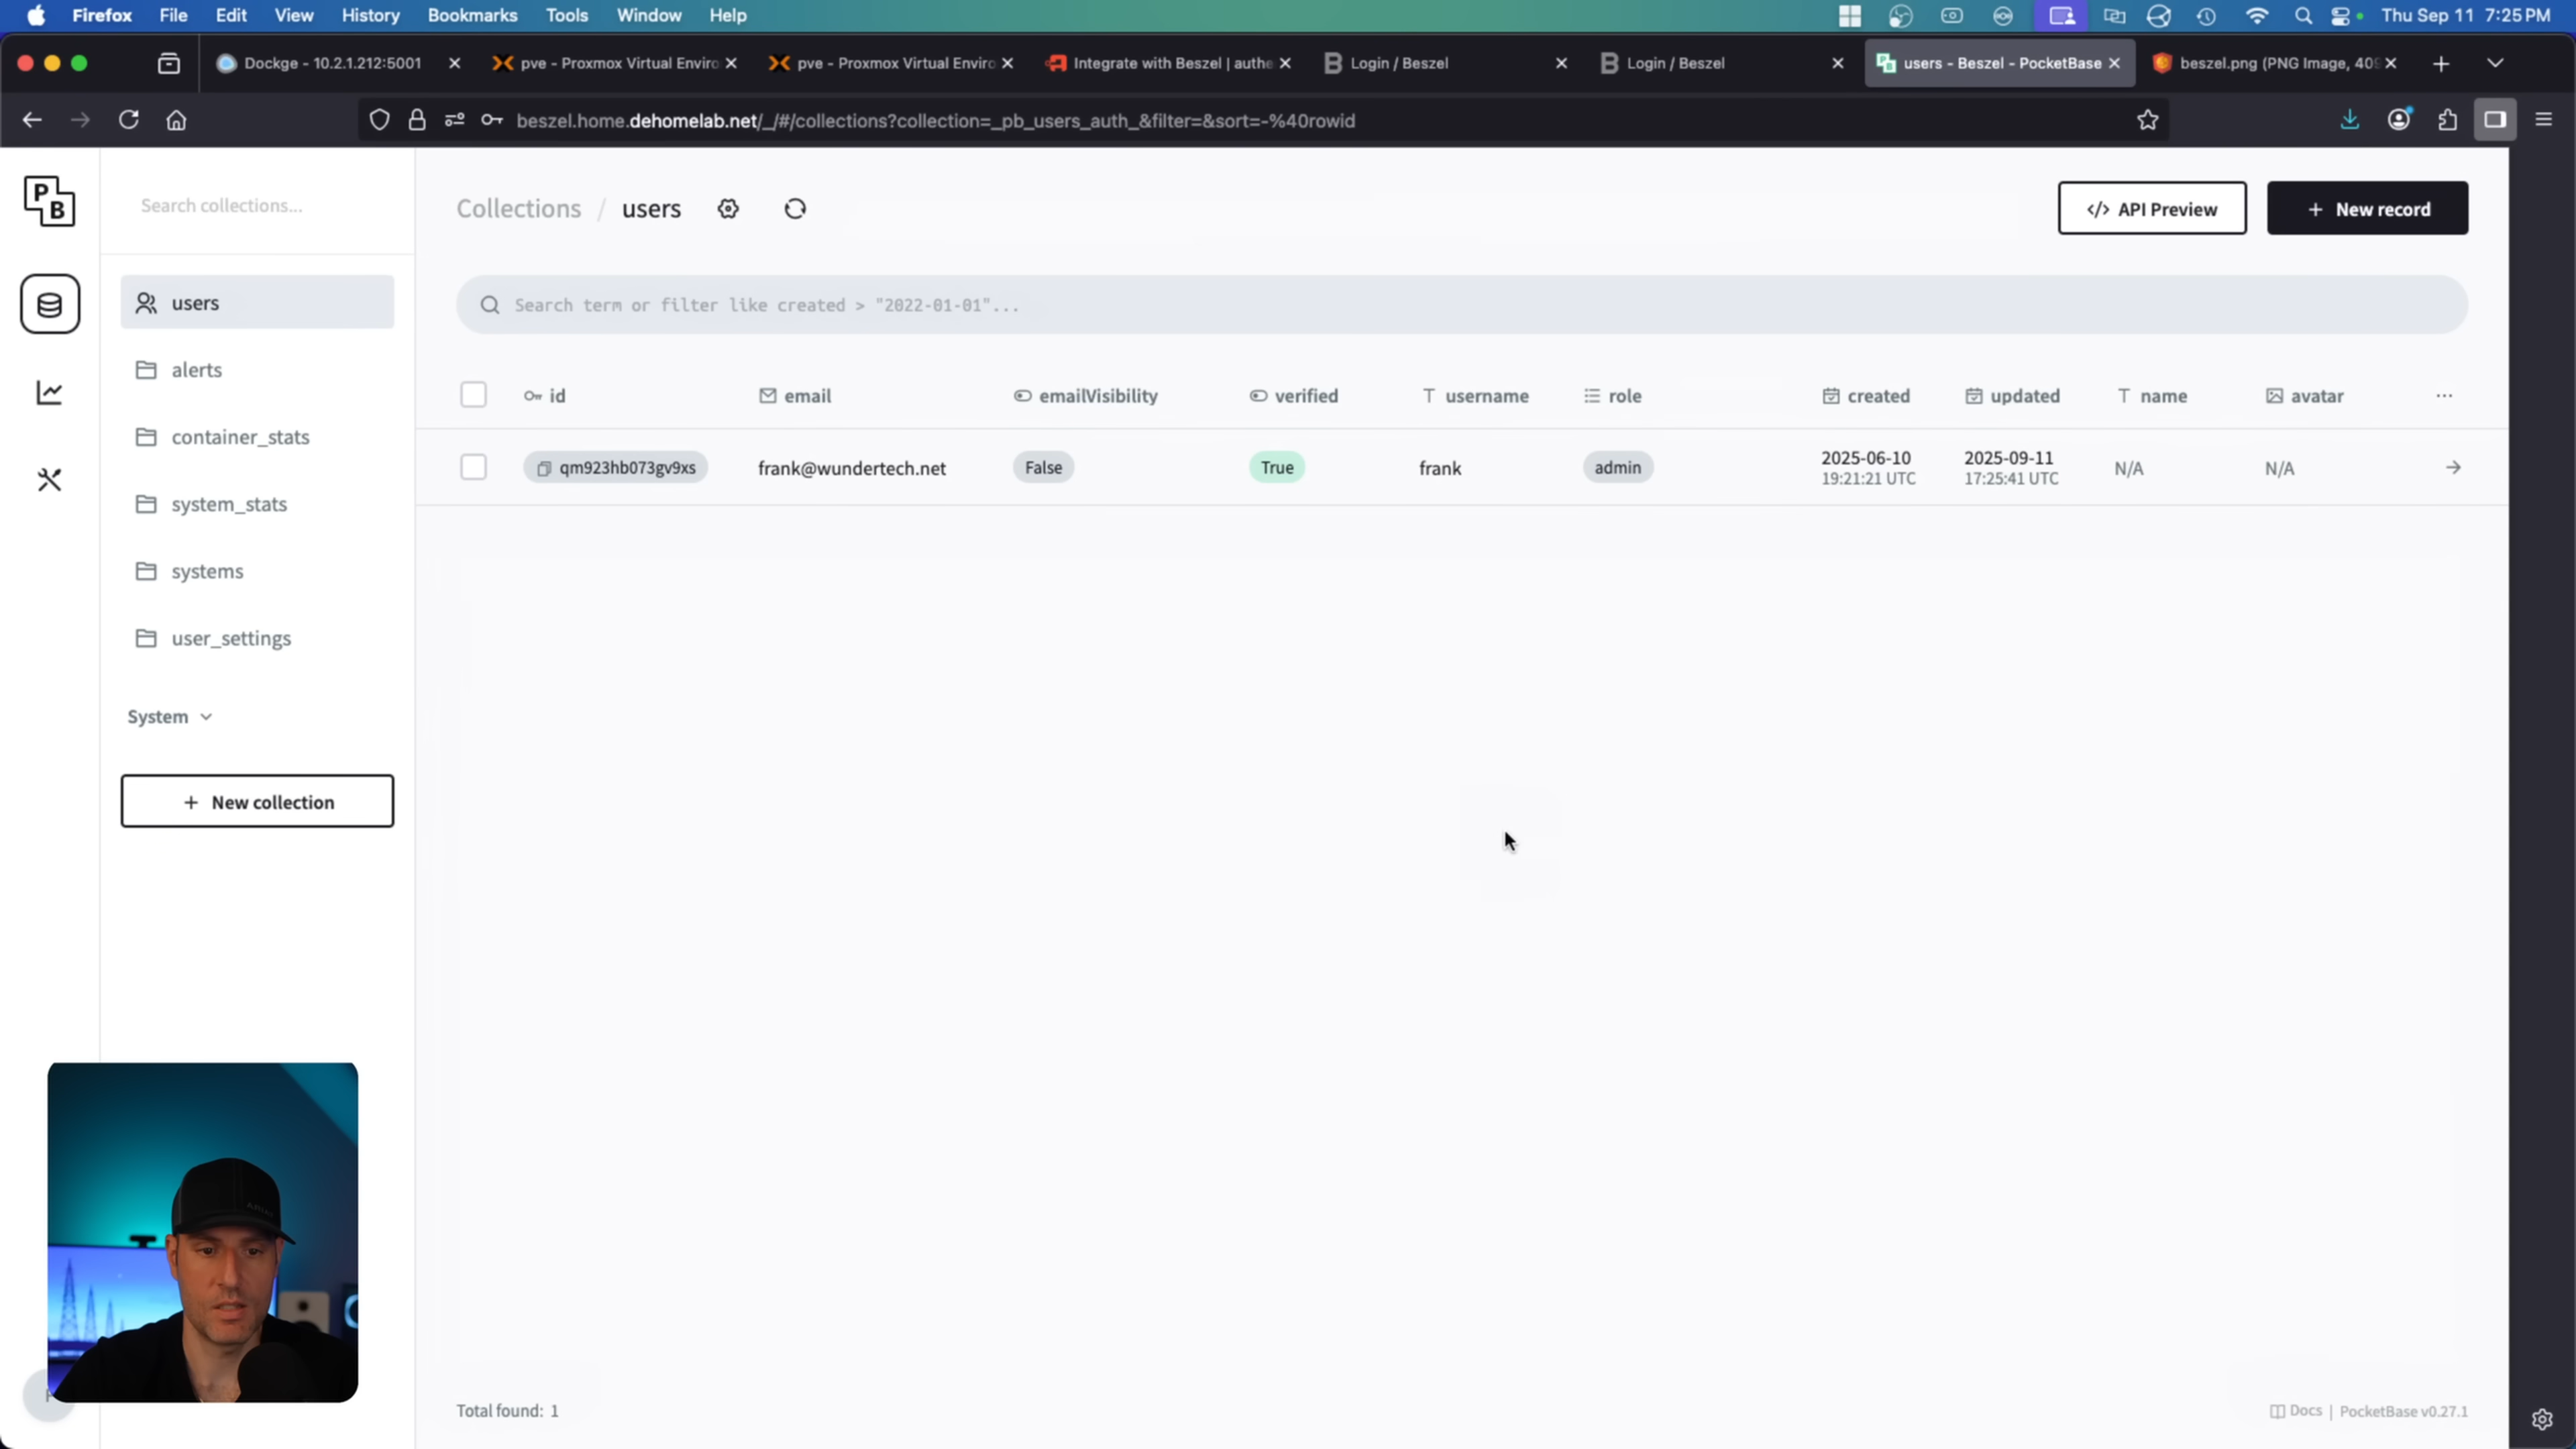 Firefox File Edit View History Bookmarks Tools Window Help Thu Sep 11 7:25 PM
Dockge - 10.2.1.212:5001 pve - Proxmox Virtual Enviro pve - Proxmox Virtual Enviro Integrate with Beszel | authe Login / Beszel Login / Beszel users - Beszel - PocketBase beszel.png (PNG Image, 409
beszel.home.dehomelab.net/_/#/collections?collection=_pb_users_auth_&filter=&sort=-%40rowid
PB
Search collections...
Collections / users
</> API Preview
+ New record
users
alerts
container_stats
system_stats
systems
user_settings
System
+ New collection
Search term or filter like created > "2022-01-01"...
id email emailVisibility verified username role created updated name avatar ...
qm923hb073gv9xs frank@wundertech.net False True frank admin 2025-06-10 2025-09-11 N/A N/A
19:21:21 UTC 17:25:41 UTC
Total found: 1
Docs | PocketBase v0.27.1